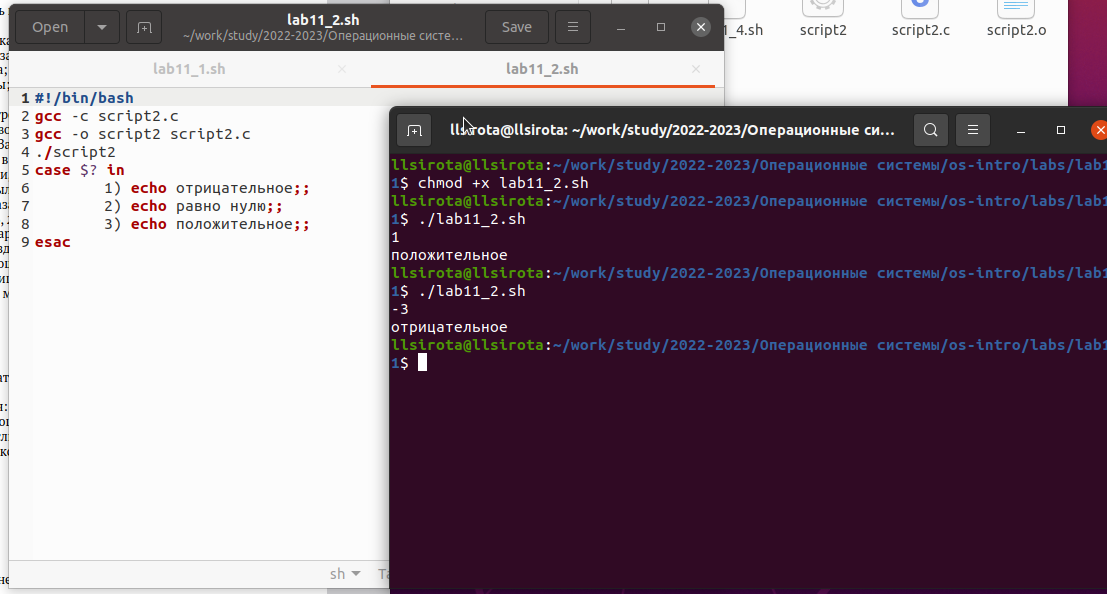 Open
lab11_2.sh
~/work/study/2022-2023/Операционные систе...
Save
lab11_1.sh
lab11_2.sh
1 #!/bin/bash
2 gcc -c script2.c
3 gcc -o script2 script2.c
4 ./script2
5 case $? in
6 1) echo отрицательное;;
7 2) echo равно нулю;;
8 3) echo положительное;;
9 esac
sh
1_4.sh
script2
script2.c
script2.o
llsirota@llsirota: ~/work/study/2022-2023/Операционные си...
llsirota@llsirota:~/work/study/2022-2023/Операционные системы/os-intro/labs/lab1
1$ chmod +x lab11_2.sh
llsirota@llsirota:~/work/study/2022-2023/Операционные системы/os-intro/labs/lab1
1$ ./lab11_2.sh
1
положительное
llsirota@llsirota:~/work/study/2022-2023/Операционные системы/os-intro/labs/lab1
1$ ./lab11_2.sh
-3
отрицательное
llsirota@llsirota:~/work/study/2022-2023/Операционные системы/os-intro/labs/lab1
1$